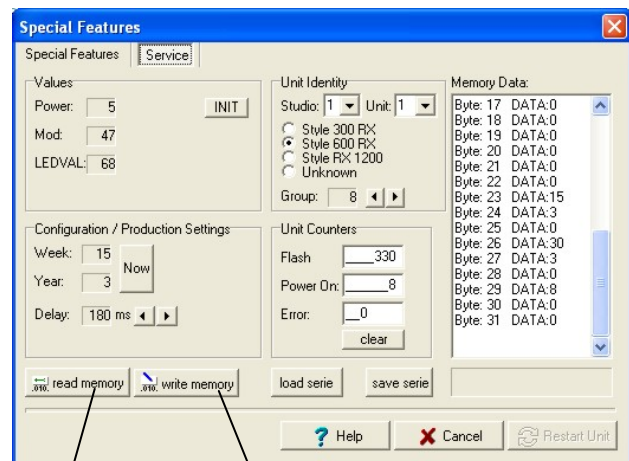 Special Features
Special Features Service
Values
Power: 5 INIT
Mod: 47
LEDVAL: 68
Unit Identity
Studio: 1 Unit: 1
Style 300 RX
Style 600 RX
Style RX 1200
Unknown
Group: 8
Memory Data:
Byte: 17 DATA:0
Byte: 18 DATA:0
Byte: 19 DATA:0
Byte: 20 DATA:0
Byte: 21 DATA:0
Byte: 22 DATA:0
Byte: 23 DATA:15
Byte: 24 DATA:3
Byte: 25 DATA:0
Byte: 26 DATA:30
Byte: 27 DATA:3
Byte: 28 DATA:0
Byte: 29 DATA:8
Byte: 30 DATA:0
Byte: 31 DATA:0
Configuration / Production Settings
Week: 15
Year: 3
Now
Delay: 180 ms
Unit Counters
Flash ____330
Power On: ______8
Error: __0
clear
.010. read memory .010. write memory load serie save serie
? Help Cancel Restart Unit